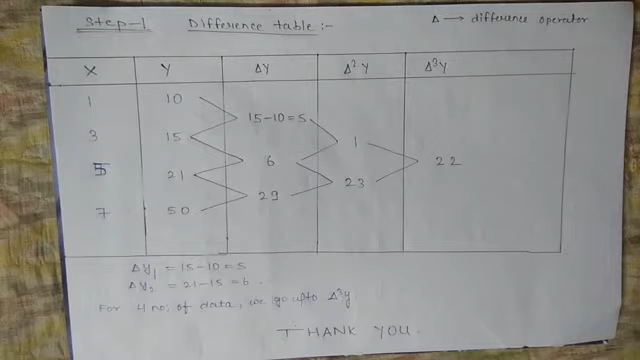 Step-1 Difference table:- Δ → difference operator
X Y ΔY Δ²Y Δ³Y
1 10
15-10=5
3 15 1
5 6 22
21 23
7 50 29
ΔY₁ = 15-10=5
ΔY₂ = 21-15=6.
For 4 no; of data, we go upto Δ³y.
THANK YOU.